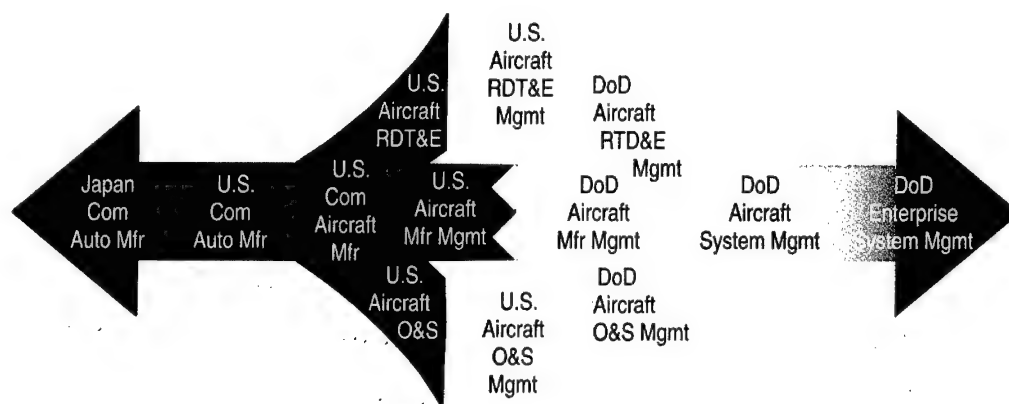 Japan
Com
Auto Mfr
U.S.
Com
Auto Mfr
U.S.
Com
Aircraft
Mfr
U.S.
Aircraft
RDT&E
U.S.
Aircraft
Mfr Mgmt
U.S.
Aircraft
O&S
U.S.
Aircraft
RDT&E
Mgmt
U.S.
Aircraft
O&S
Mgmt
DoD
Aircraft
RTD&E
Mgmt
DoD
Aircraft
Mfr Mgmt
DoD
Aircraft
O&S Mgmt
DoD
Aircraft
System Mgmt
DoD
Enterprise
System Mgmt